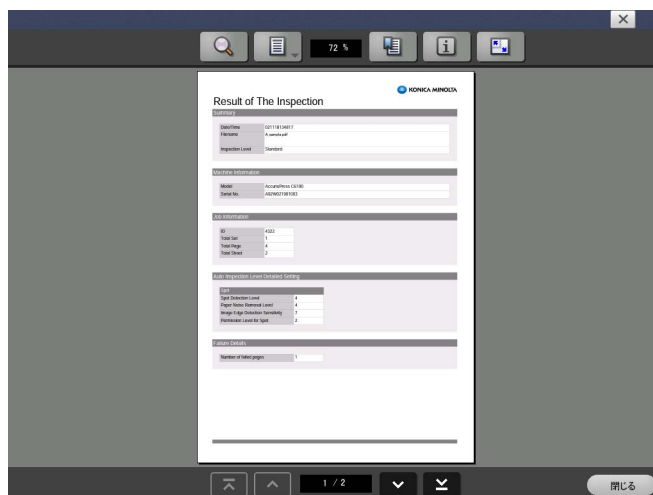 72 %
KONICA MINOLTA
Result of The Inspection
Summary
Date/Time
Filename A_sample.pdf
Inspection Level Standard
Machine Information
Model AccurioPress C6100
Serial No.
Job Information
ID 4322
Total Set 1
Total Page 4
Total Sheet 2
Auto Inspection Level Detailed Setting
Spot
Spot Detection Level 4
Paper Noise Removal Level 4
Image Edge Detection Sensitivity 7
Permission Level for Spot 2
Failure Details
Number of failed pages 1
1 / 2
閉じる